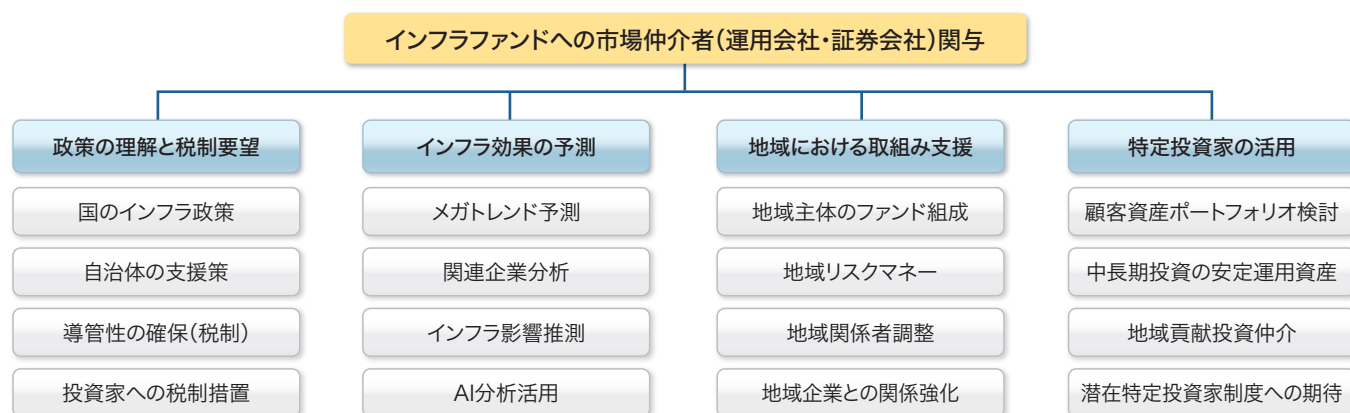 インフラファンドへの市場仲介者(運用会社・証券会社)関与
政策の理解と税制要望
国のインフラ政策
自治体の支援策
導管性の確保(税制)
投資家への税制措置
インフラ効果の予測
メガトレンド予測
関連企業分析
インフラ影響推測
AI分析活用
地域における取組み支援
地域主体のファンド組成
地域リスクマネー
地域関係者調整
地域企業との関係強化
特定投資家の活用
顧客資産ポートフォリオ検討
中長期投資の安定運用資産
地域貢献投資仲介
潜在特定投資家制度への期待